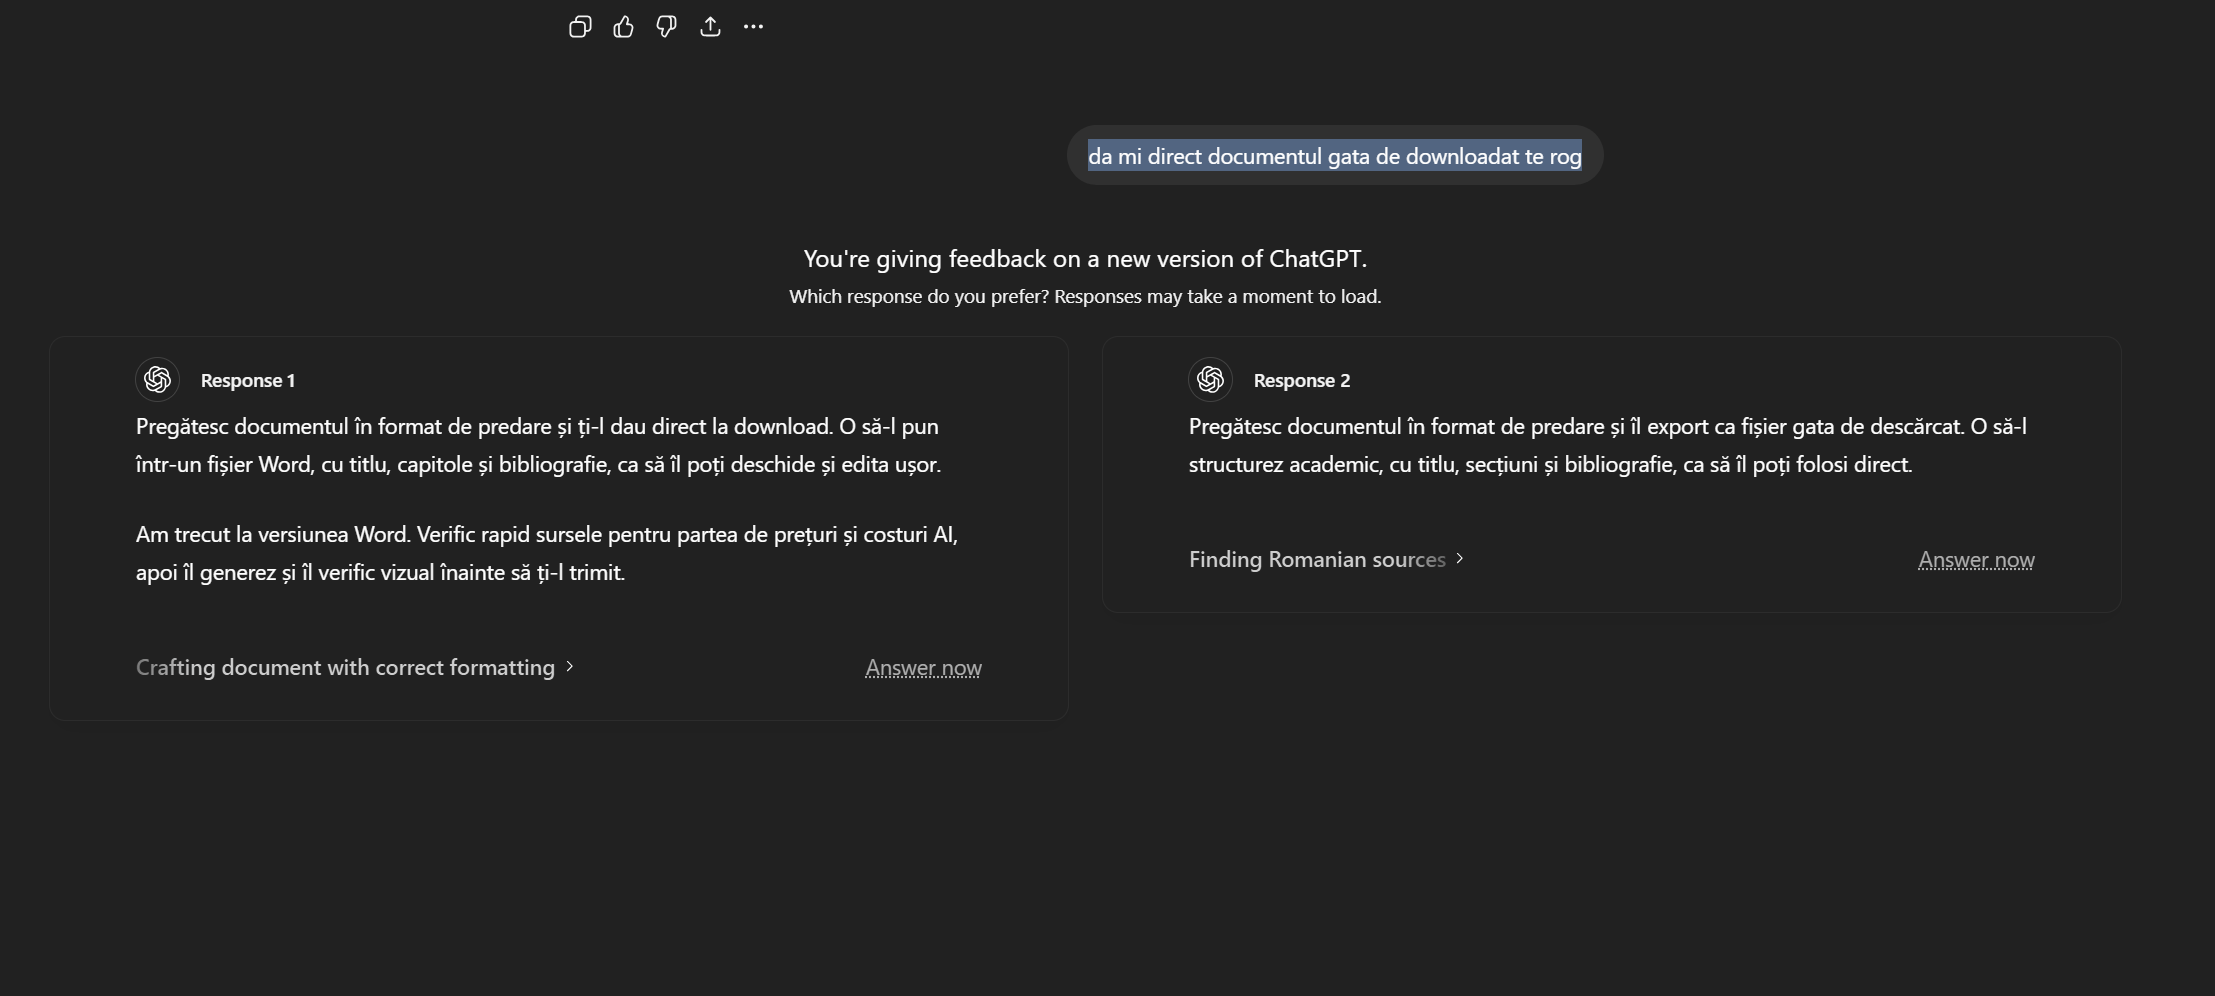 da mi direct documentul gata de downloadat te rog
You're giving feedback on a new version of ChatGPT.
Which response do you prefer? Responses may take a moment to load.
Response 1
Pregătesc documentul în format de predare și ți-l dau direct la download. O să-l pun
într-un fișier Word, cu titlu, capitole și bibliografie, ca să îl poți deschide și edita ușor.
Am trecut la versiunea Word. Verific rapid sursele pentru partea de prețuri și costuri AI,
apoi îl generez și îl verific vizual înainte să ți-l trimit.
Crafting document with correct formatting
Answer now
Response 2
Pregătesc documentul în format de predare și îl export ca fișier gata de descărcat. O să-l
structurez academic, cu titlu, secțiuni și bibliografie, ca să îl poți folosi direct.
Finding Romanian sources
Answer now